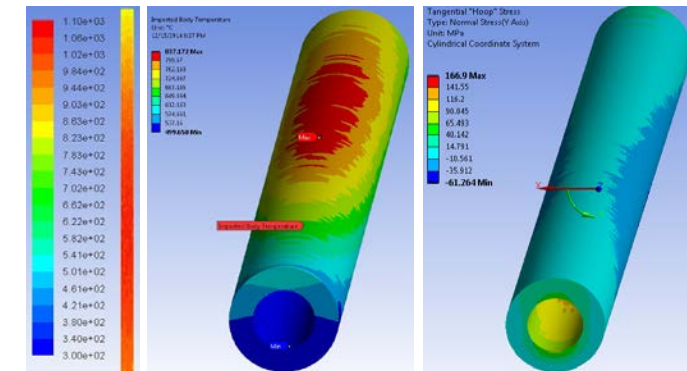 1.10e+03
1.06e+03
1.02e+03
9.84e+02
9.44e+02
9.03e+02
8.63e+02
8.23e+02
7.83e+02
7.43e+02
7.02e+02
6.62e+02
6.22e+02
5.82e+02
5.41e+02
5.01e+02
4.61e+02
4.21e+02
3.80e+02
3.40e+02
3.00e+02
Imported Body Temperature
Unit: °C
837.172 Max
Max
Imported Body Temperature
Min
Tangential "Hoop" Stress
Type: Normal Stress(Y Axis)
Unit: MPa
Cylindrical Coordinate System
166.9 Max
141.55
116.2
90.845
65.493
40.142
14.791
-10.561
-35.912
-61.264 Min
X